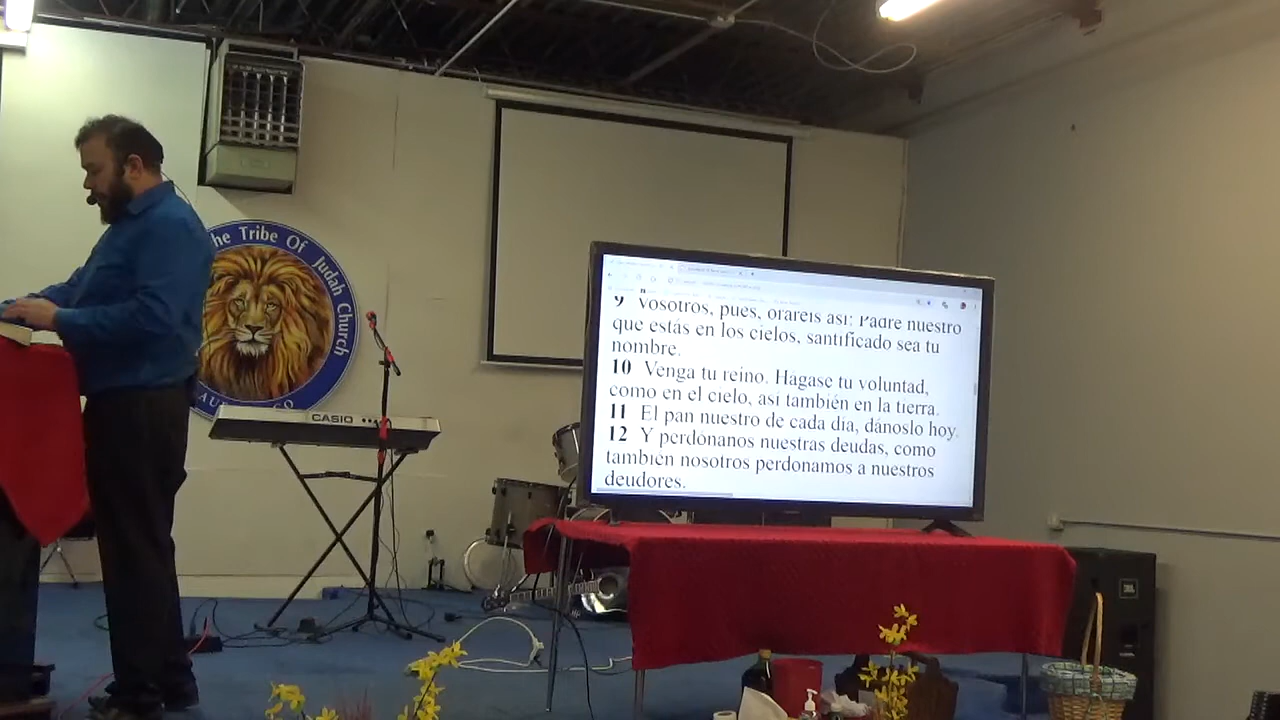 he Tribe Of Judah Church
CASIO
9 Vosotros, pues, oraréis así: Padre nuestro
que estás en los cielos, santificado sea tu
nombre.
10 Venga tu reino. Hágase tu voluntad,
como en el cielo, así también en la tierra.
11 El pan nuestro de cada día, dánoslo hoy.
12 Y perdónanos nuestras deudas, como
también nosotros perdonamos a nuestros
deudores.
JBL